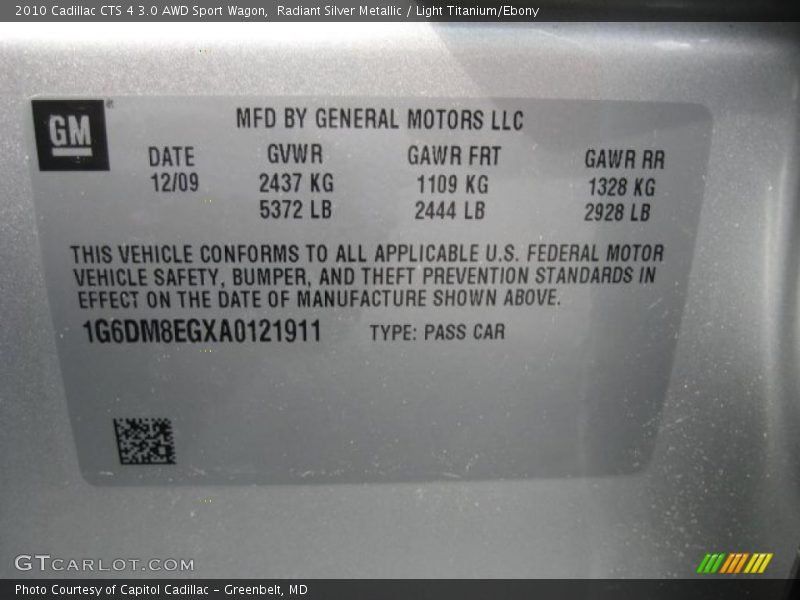 2010 Cadillac CTS 4 3.0 AWD Sport Wagon, Radiant Silver Metallic / Light Titanium/Ebony
GM
MFD BY GENERAL MOTORS LLC
DATE GVWR GAWR FRT GAWR RR
12/09 2437 KG 1109 KG 1328 KG
5372 LB 2444 LB 2928 LB
THIS VEHICLE CONFORMS TO ALL APPLICABLE U.S. FEDERAL MOTOR
VEHICLE SAFETY, BUMPER, AND THEFT PREVENTION STANDARDS IN
EFFECT ON THE DATE OF MANUFACTURE SHOWN ABOVE.
1G6DM8EGXA0121911 TYPE: PASS CAR
GTCARLOT.COM
Photo Courtesy of Capitol Cadillac - Greenbelt, MD